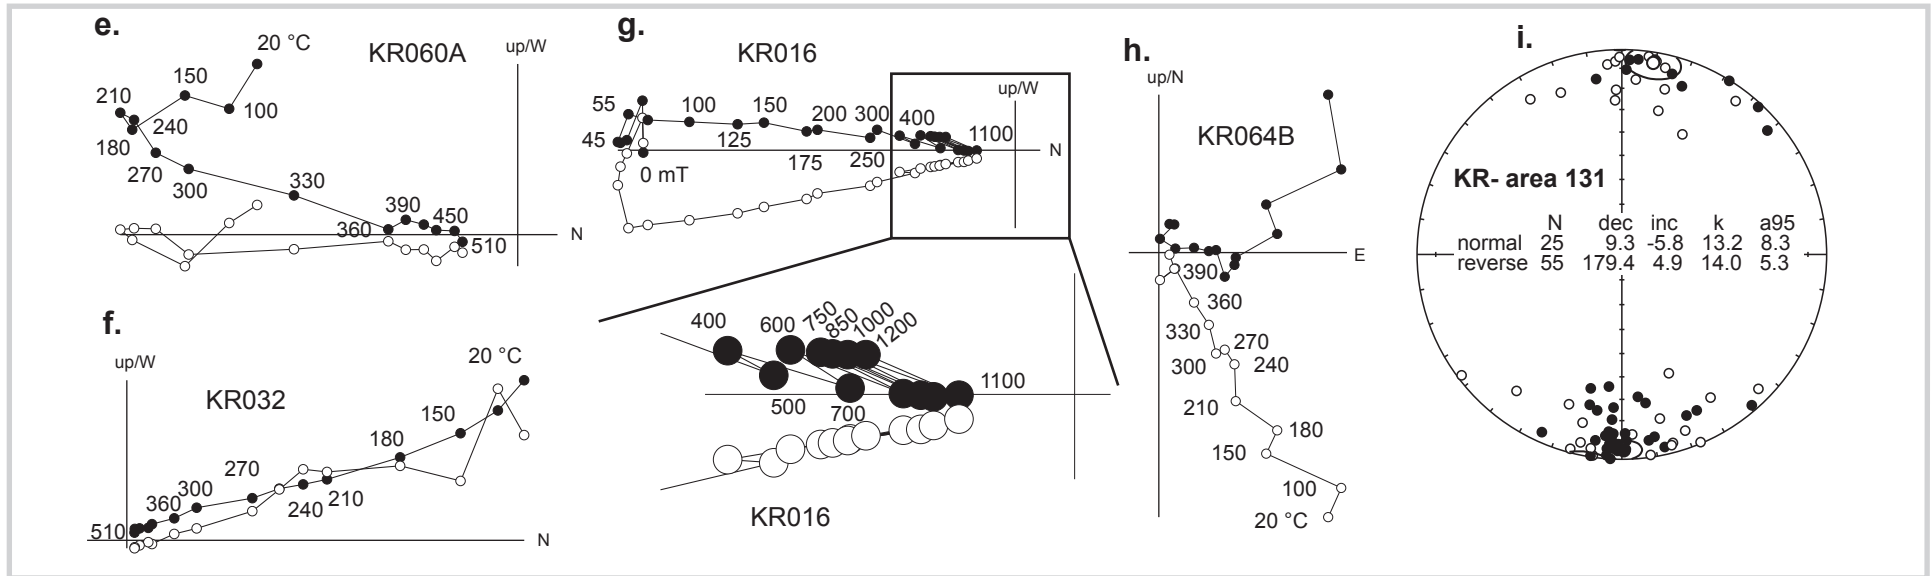 e.
KR060A
20 °C
up/W
150
210
100
240
180
270
300
330
390
450
360
N
510
f.
up/W
KR032
20 °C
150
180
270
300
360
240
210
510
N
g.
KR016
up/W
55
100
150
200
300
400
1100
45
125
N
0 mT
175
250
400
600
750
850
1000
1200
1100
500
700
KR016
h.
up/N
KR064B
E
390
360
330
270
300
240
210
180
150
100
20 °C
i.
KR- area 131
N dec inc k a95
normal 25 9.3 -5.8 13.2 8.3
reverse 55 179.4 4.9 14.0 5.3